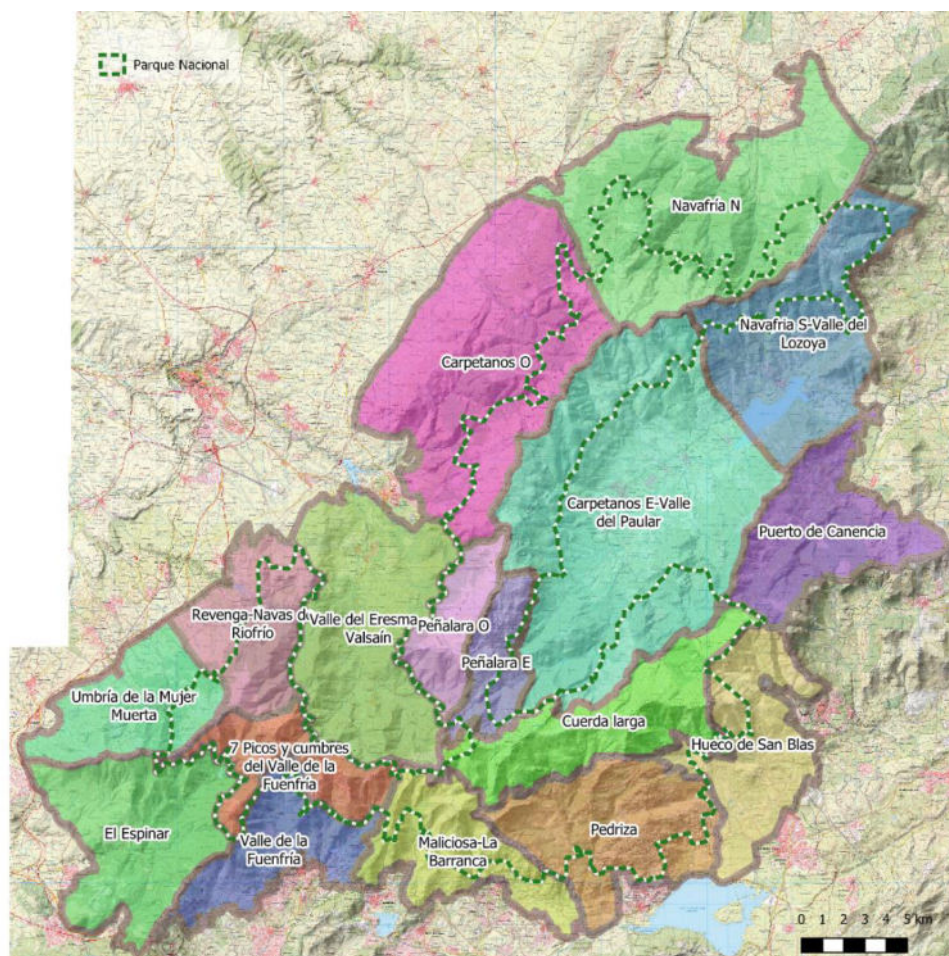 Parque Nacional
Navafría N
Navafria S-Valle del
Lozoya
Carpetanos O
Carpetanos E-Valle
del Paular
Puerto de Canencia
Revenga-Navas d
Riofrío
Valle del Eresma
Valsaín
Peñalara O
Peñalara E
Umbría de la Mujer
Muerta
Cuerda larga
7 Picos y cumbres
del Valle de la
Fuenfría
Hueco de San Blas
El Espinar
Valle de la
Fuenfría
Maliciosa-La
Barranca
Pedriza
0 1 2 3 4 5 km